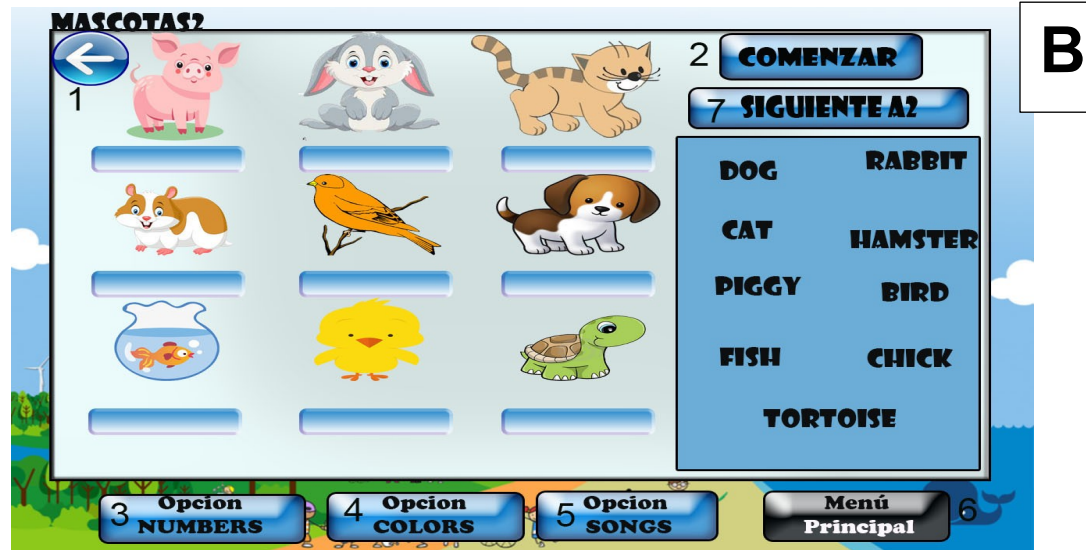 MASCOTAS2
B
1
2 COMENZAR
7 SIGUIENTE A2
DOG
RABBIT
CAT
HAMSTER
PIGGY
BIRD
FISH
CHICK
TORTOISE
3 Opcion
NUMBERS
4 Opcion
COLORS
5 Opcion
SONGS
Menú
Principal
6